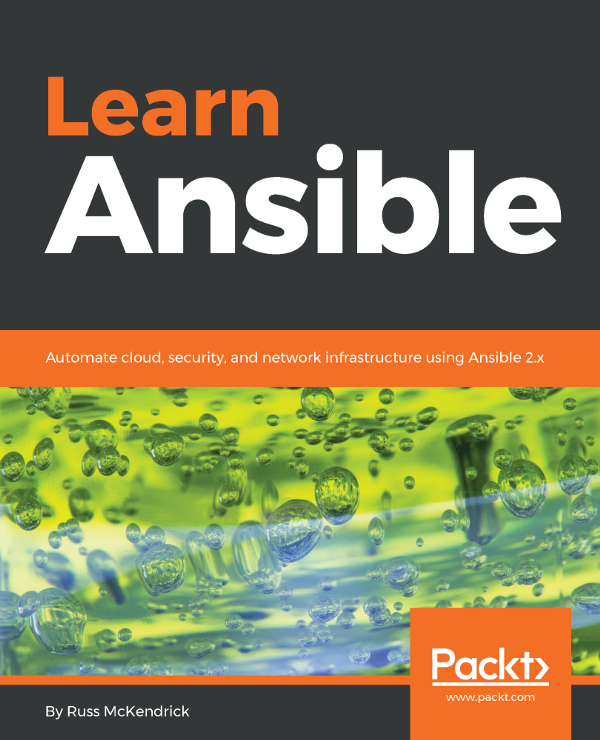 Learn
Ansible
Automate cloud, security, and network infrastructure using Ansible 2.x
Packt>
www.packt.com
By Russ McKendrick